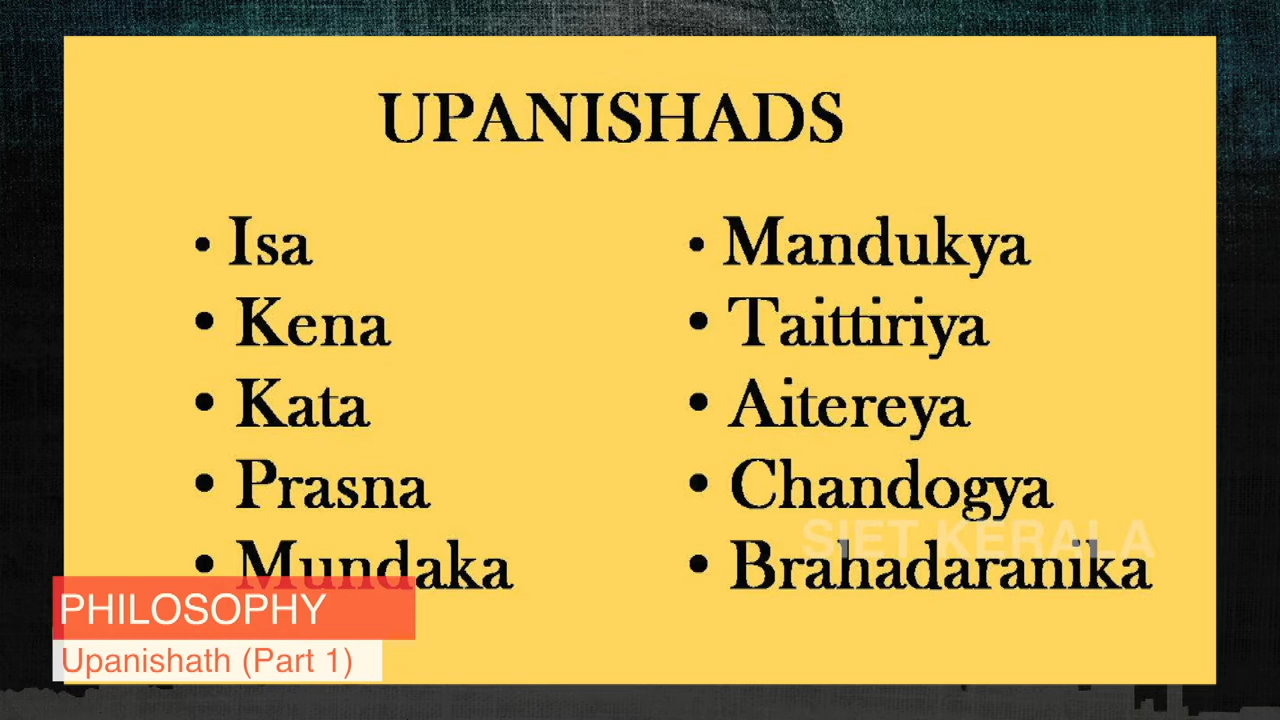 UPANISHADS
• Isa
• Kena
• Kata
• Prasna
• Mundaka
• Mandukya
• Taittiriya
• Aitereya
• Chandogya
• Brahadaranika
SIET KERALA
PHILOSOPHY
Upanishath (Part 1)